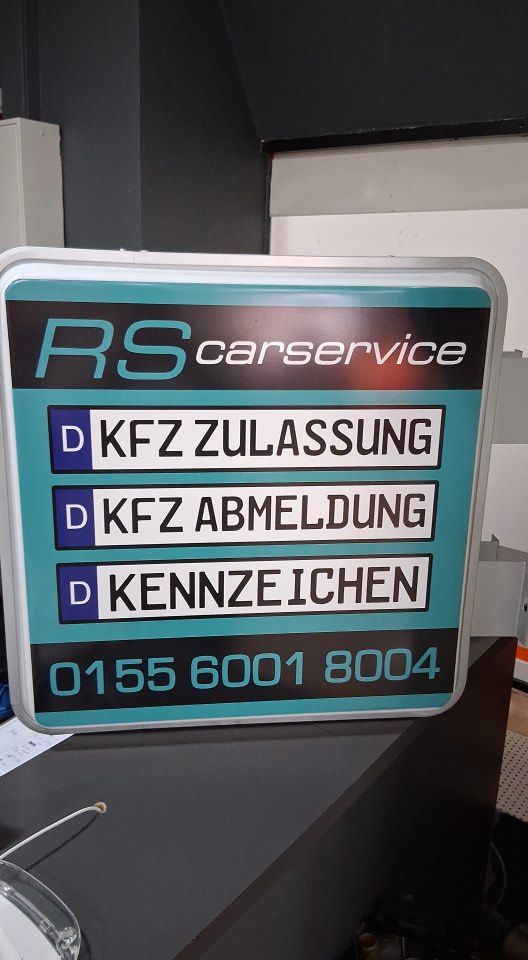 RS carservice
D KFZ ZULASSUNG
D KFZ ABMELDUNG
D KENNZEICHEN
0155 6001 8004